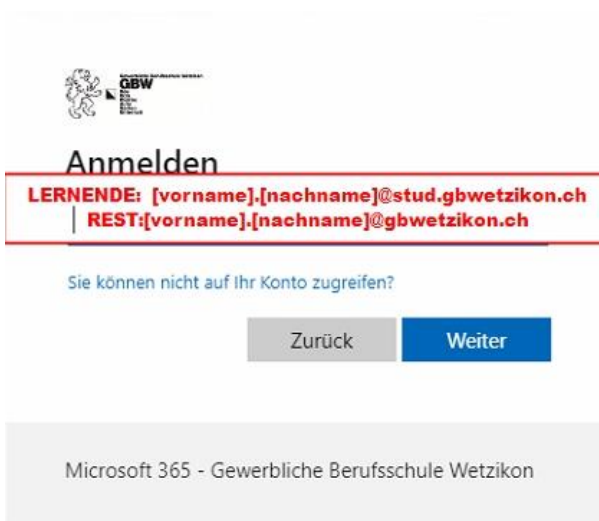 GBW
Anmelden
LERNENDE: [vorname].[nachname]@stud.gbwetzikon.ch
REST:[vorname].[nachname]@gbwetzikon.ch
Sie können nicht auf Ihr Konto zugreifen?
Zurück Weiter
Microsoft 365 - Gewerbliche Berufsschule Wetzikon